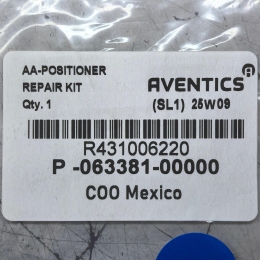 AA-POSITIONER
REPAIR KIT
Qty. 1
AVENTICS
(SL1) 25W09
R431006220
P -063381-00000
COO Mexico